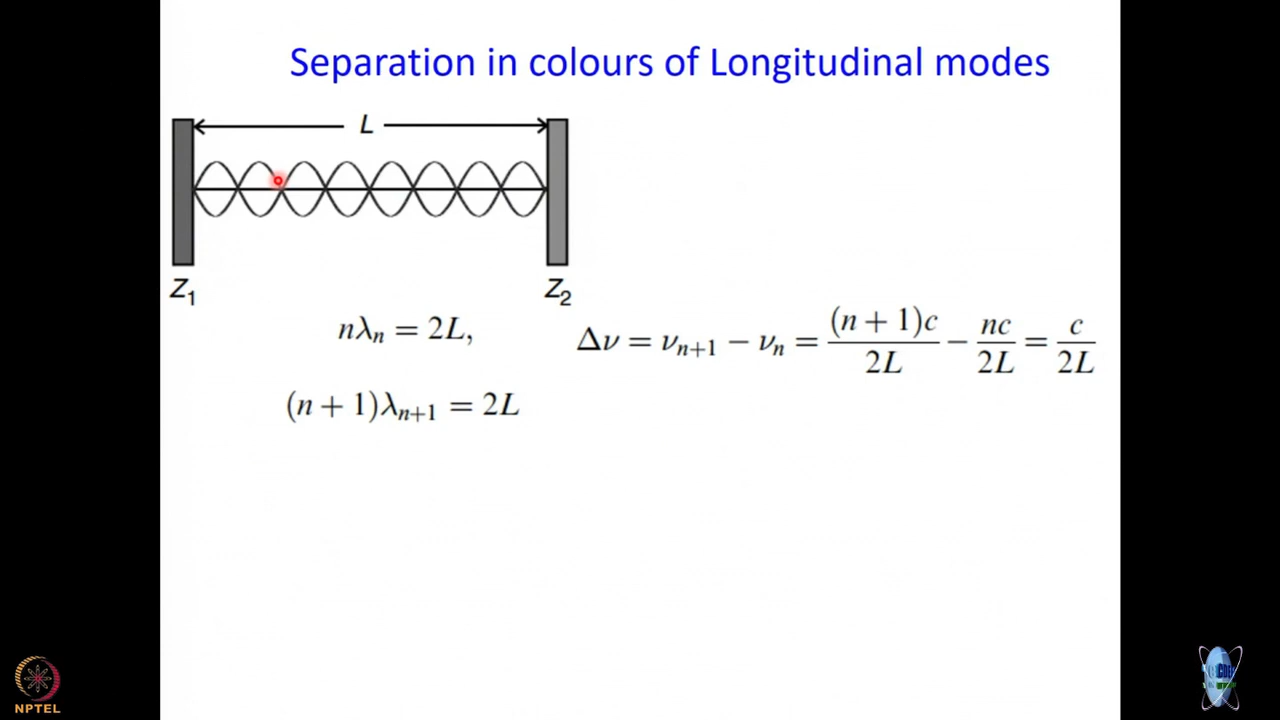 Separation in colours of Longitudinal modes
L
Z₁ Z₂
nλₙ = 2L,
Δν = νₙ₊₁ − νₙ = (n + 1)c/2L − nc/2L = c/2L
(n + 1)λₙ₊₁ = 2L
NPTEL